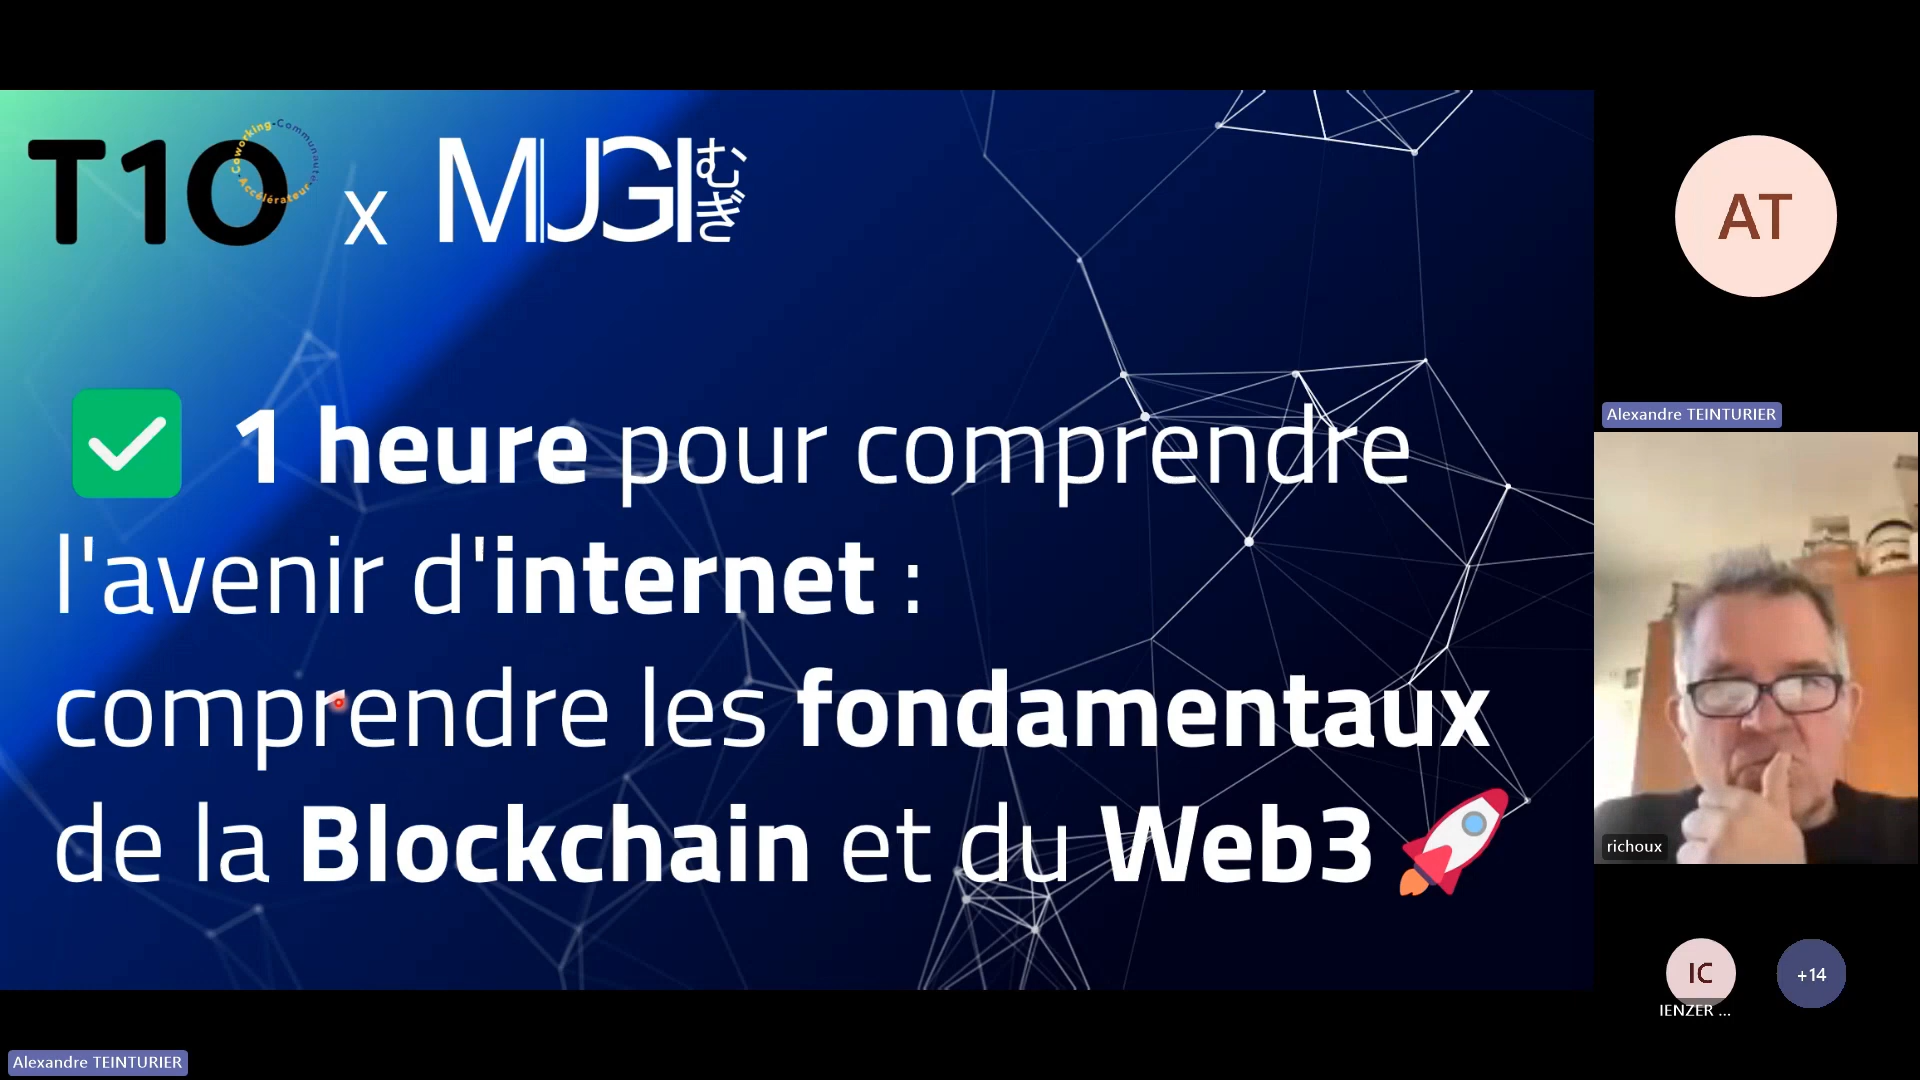 T10
Coworking-Communauté-Accélérateur-
x
MUGI
むぎ
✅ 1 heure pour comprendre
l'avenir d'internet :
comprendre les fondamentaux
de la Blockchain et du Web3 🚀
AT
Alexandre TEINTURIER
richoux
IC
+14
IENZER ...
Alexandre TEINTURIER